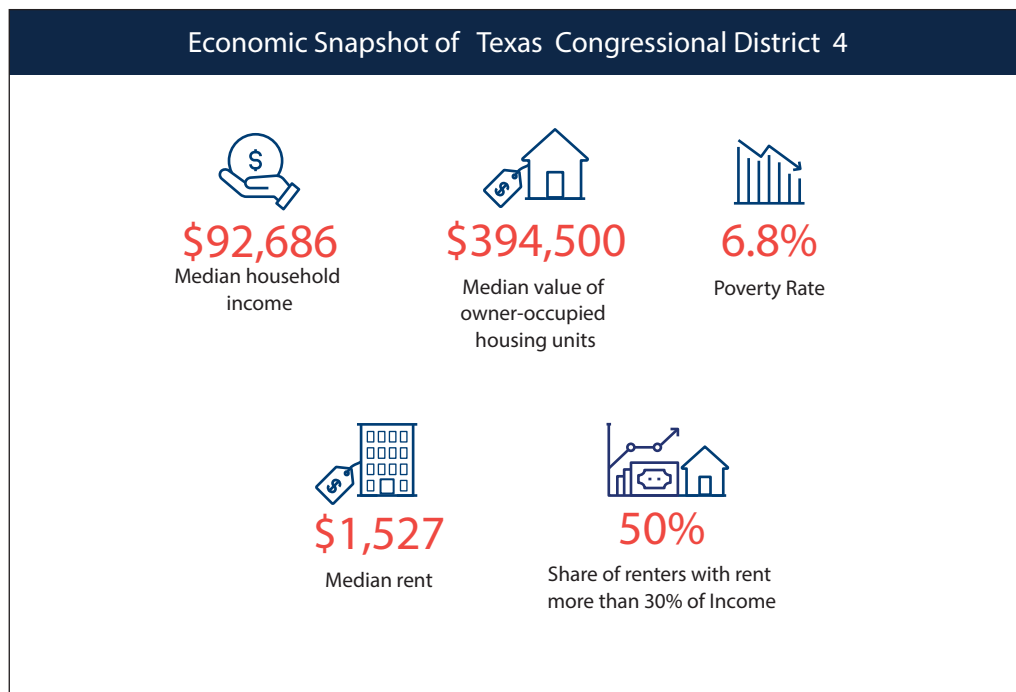 Economic Snapshot of Texas Congressional District 4
$
$
$92,686
Median household
income
$394,500
Median value of
owner-occupied
housing units
6.8%
Poverty Rate
$
$1,527
Median rent
50%
Share of renters with rent
more than 30% of Income